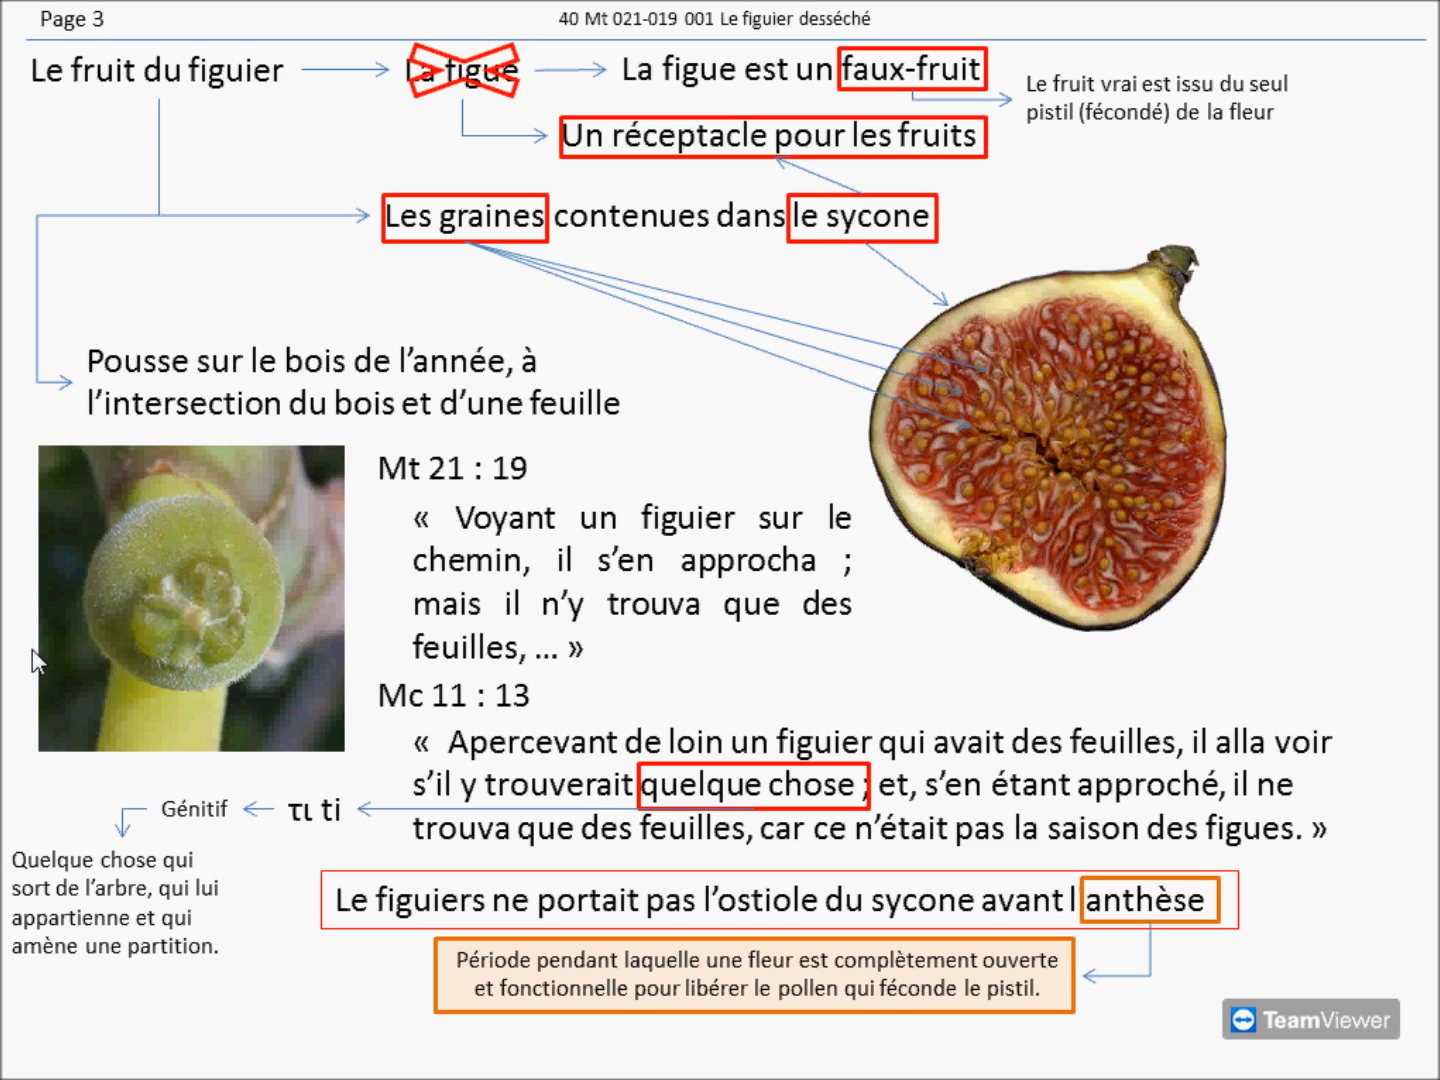 Page 3
40 Mt 021-019 001 Le figuier desséché
Le fruit du figuier
La figue
La figue est un faux-fruit
Le fruit vrai est issu du seul
pistil (fécondé) de la fleur
Un réceptacle pour les fruits
Les graines contenues dans le sycone
Pousse sur le bois de l’année, à
l’intersection du bois et d’une feuille
Mt 21 : 19
« Voyant un figuier sur le
chemin, il s’en approcha ;
mais il n’y trouva que des
feuilles, ... »
Mc 11 : 13
« Apercevant de loin un figuier qui avait des feuilles, il alla voir
s’il y trouverait quelque chose ; et, s’en étant approché, il ne
trouva que des feuilles, car ce n’était pas la saison des figues. »
τι ti
Génitif
Quelque chose qui
sort de l’arbre, qui lui
appartienne et qui
amène une partition.
Le figuiers ne portait pas l’ostiole du sycone avant l anthèse
Période pendant laquelle une fleur est complètement ouverte
et fonctionnelle pour libérer le pollen qui féconde le pistil.
TeamViewer